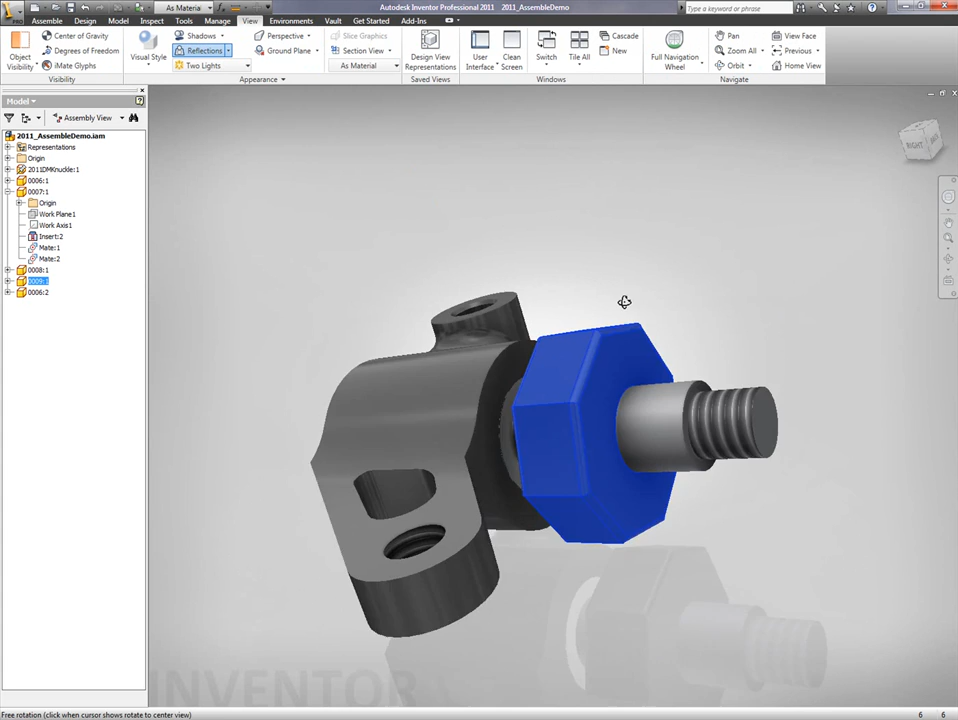 PRO
As Material
Autodesk Inventor Professional 2011 2011_AssembleDemo
Type a keyword or phrase
Assemble Design Model Inspect Tools Manage View Environments Vault Get Started Add-Ins
Object Visibility
Center of Gravity
Degrees of Freedom
iMate Glyphs
Visibility
Visual Style
Shadows
Reflections
Two Lights
Perspective
Ground Plane
Slice Graphics
Section View
As Material
Appearance
Design View Representations
Saved Views
User Interface
Clean Screen
Switch
Tile All
Cascade
New
Windows
Full Navigation Wheel
Pan
Zoom All
Orbit
View Face
Previous
Home View
Navigate
Model
Assembly View
2011_AssembleDemo.iam
Representations
Origin
2011DMKnuckle:1
0006:1
0007:1
Origin
Work Plane1
Work Axis1
Insert:2
Mate:1
Mate:2
0008:1
0009:1
0006:2
RIGHT
INVENTOR
Free rotation (click when cursor shows rotate to center view)
6 6